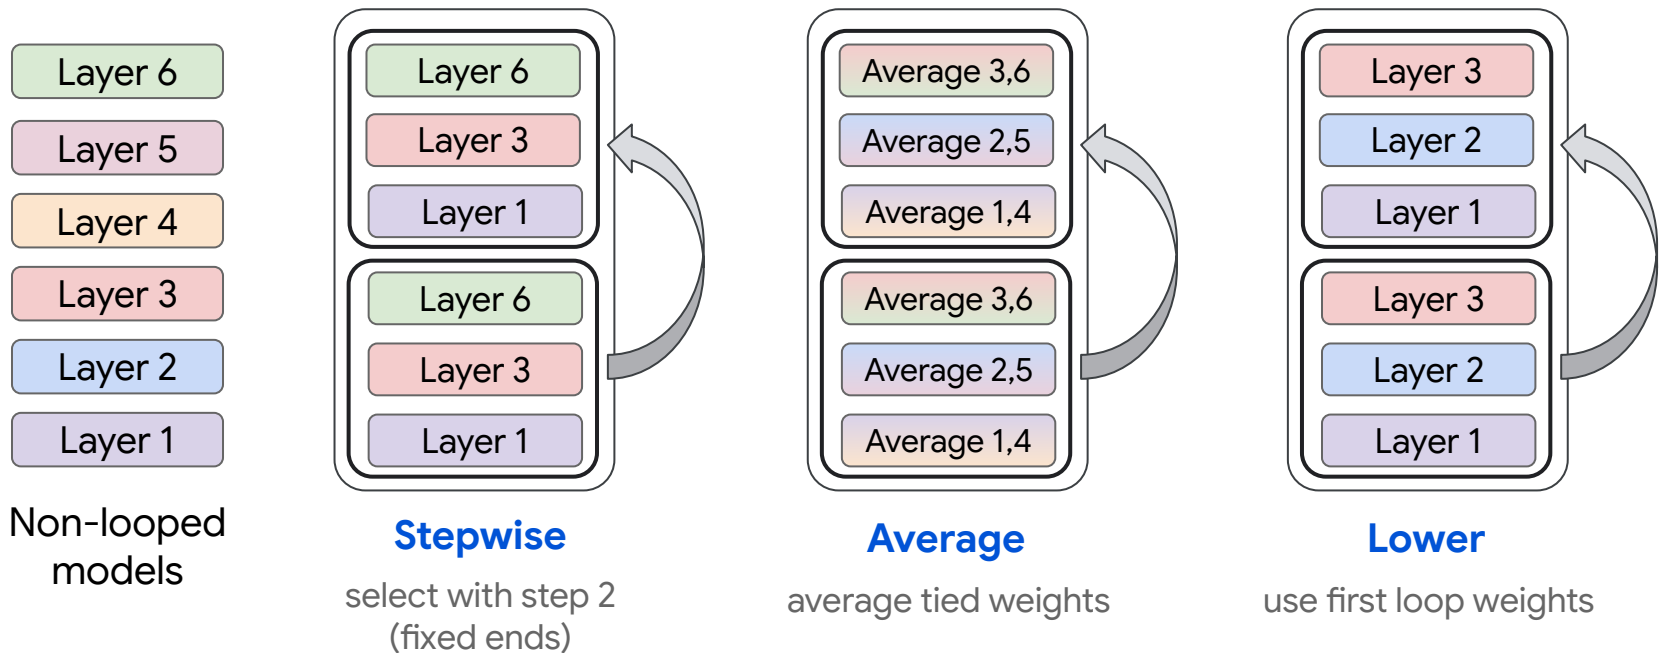 Layer 6
Layer 5
Layer 4
Layer 3
Layer 2
Layer 1
Non-looped
models
Layer 6
Layer 3
Layer 1
Layer 6
Layer 3
Layer 1
Stepwise
select with step 2
(fixed ends)
Average 3,6
Average 2,5
Average 1,4
Average 3,6
Average 2,5
Average 1,4
Average
average tied weights
Layer 3
Layer 2
Layer 1
Layer 3
Layer 2
Layer 1
Lower
use first loop weights